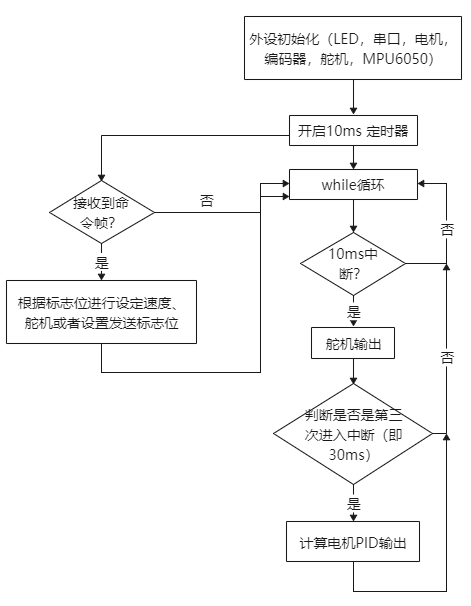 外设初始化（LED，串口，电机，
编码器，舵机，MPU6050）
开启10ms 定时器
while循环
接收到命
令帧？
否
是
根据标志位进行设定速度、
舵机或者设置发送标志位
10ms中
断？
否
是
舵机输出
判断是否是第三
次进入中断（即
30ms）
否
是
计算电机PID输出